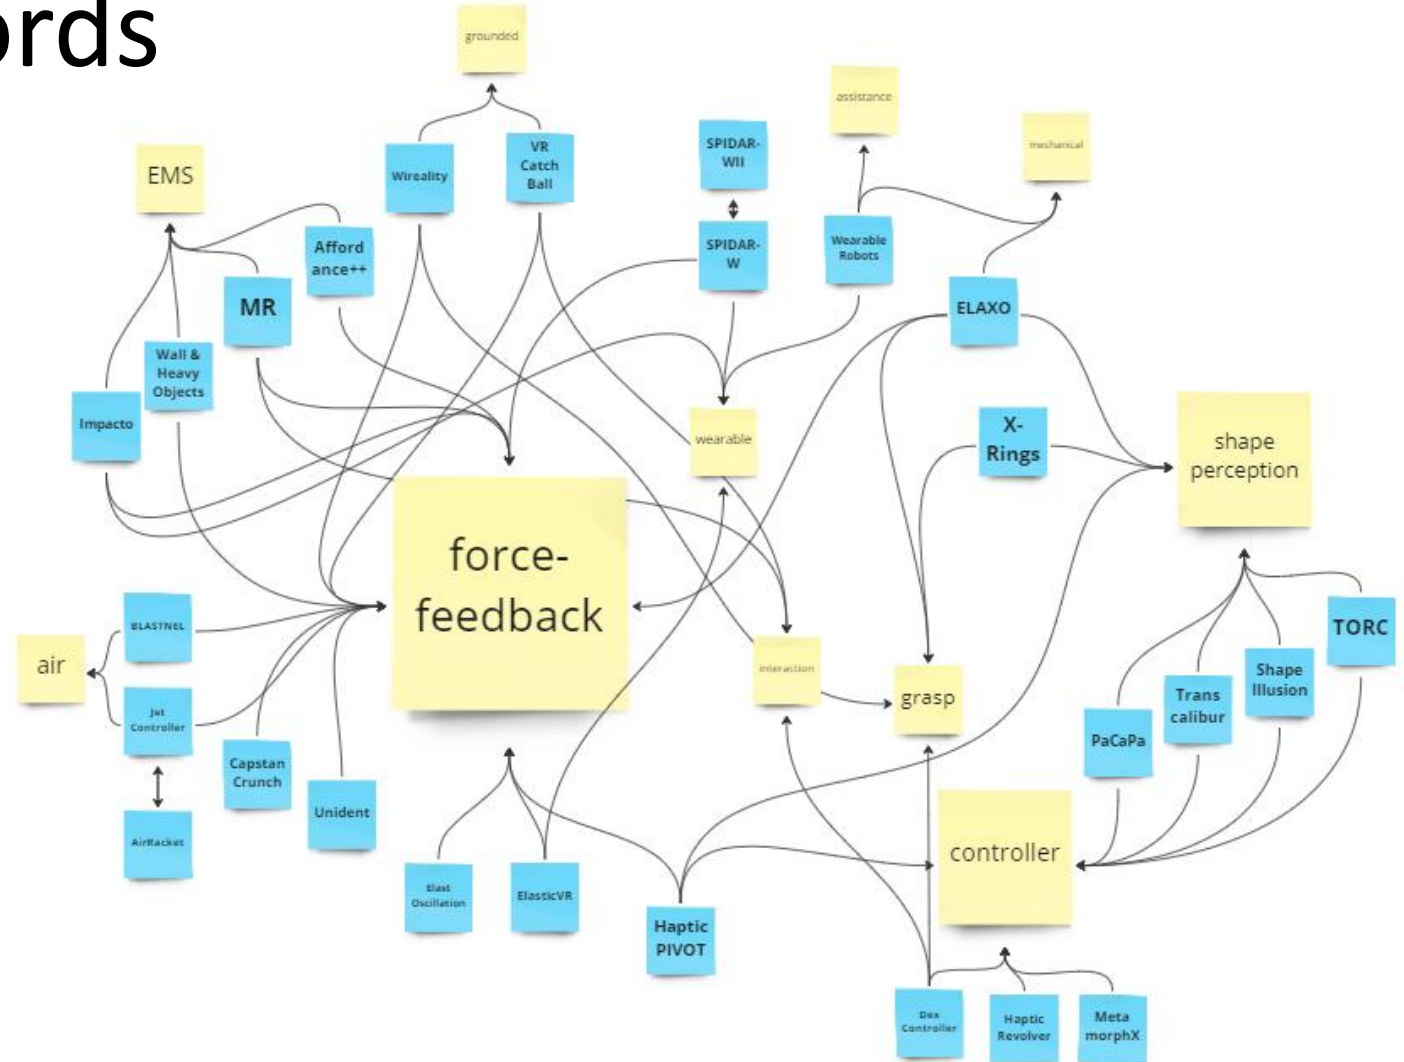 ords
grounded
assistance
mechanical
EMS
Wireality
VR
Catch
Ball
SPIDAR-
WII
SPIDAR-
W
Wearable
Robots
Afford
ance++
MR
ELAXO
Wall &
Heavy
Objects
Impacto
wearable
X-
Rings
shape
perception
force-
feedback
BLASTNEL
air
Jet
Controller
AirRacket
Capstan
Crunch
Unident
interaction
grasp
TORC
Shape
Illusion
Trans
calibur
PaCaPa
controller
Elast
Oscillation
ElasticVR
Haptic
PIVOT
Dex
Controller
Haptic
Revolver
Meta
morphX